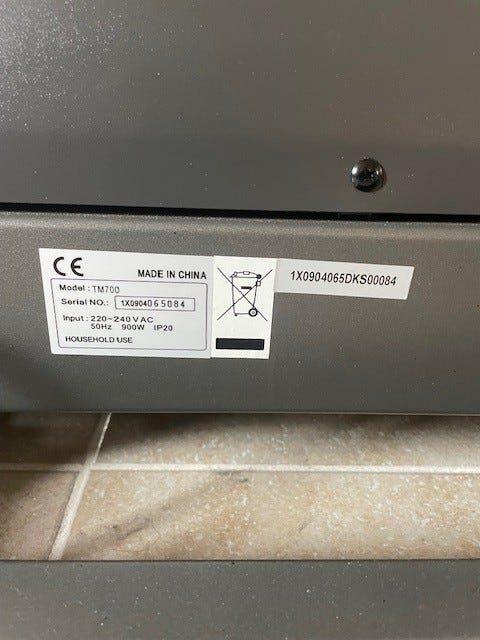 CE
MADE IN CHINA
Model : TM700
Serial NO.: 1X0904065084
Input : 220~240VAC
50Hz 900W IP20
HOUSEHOLD USE
1X0904065DKS00084